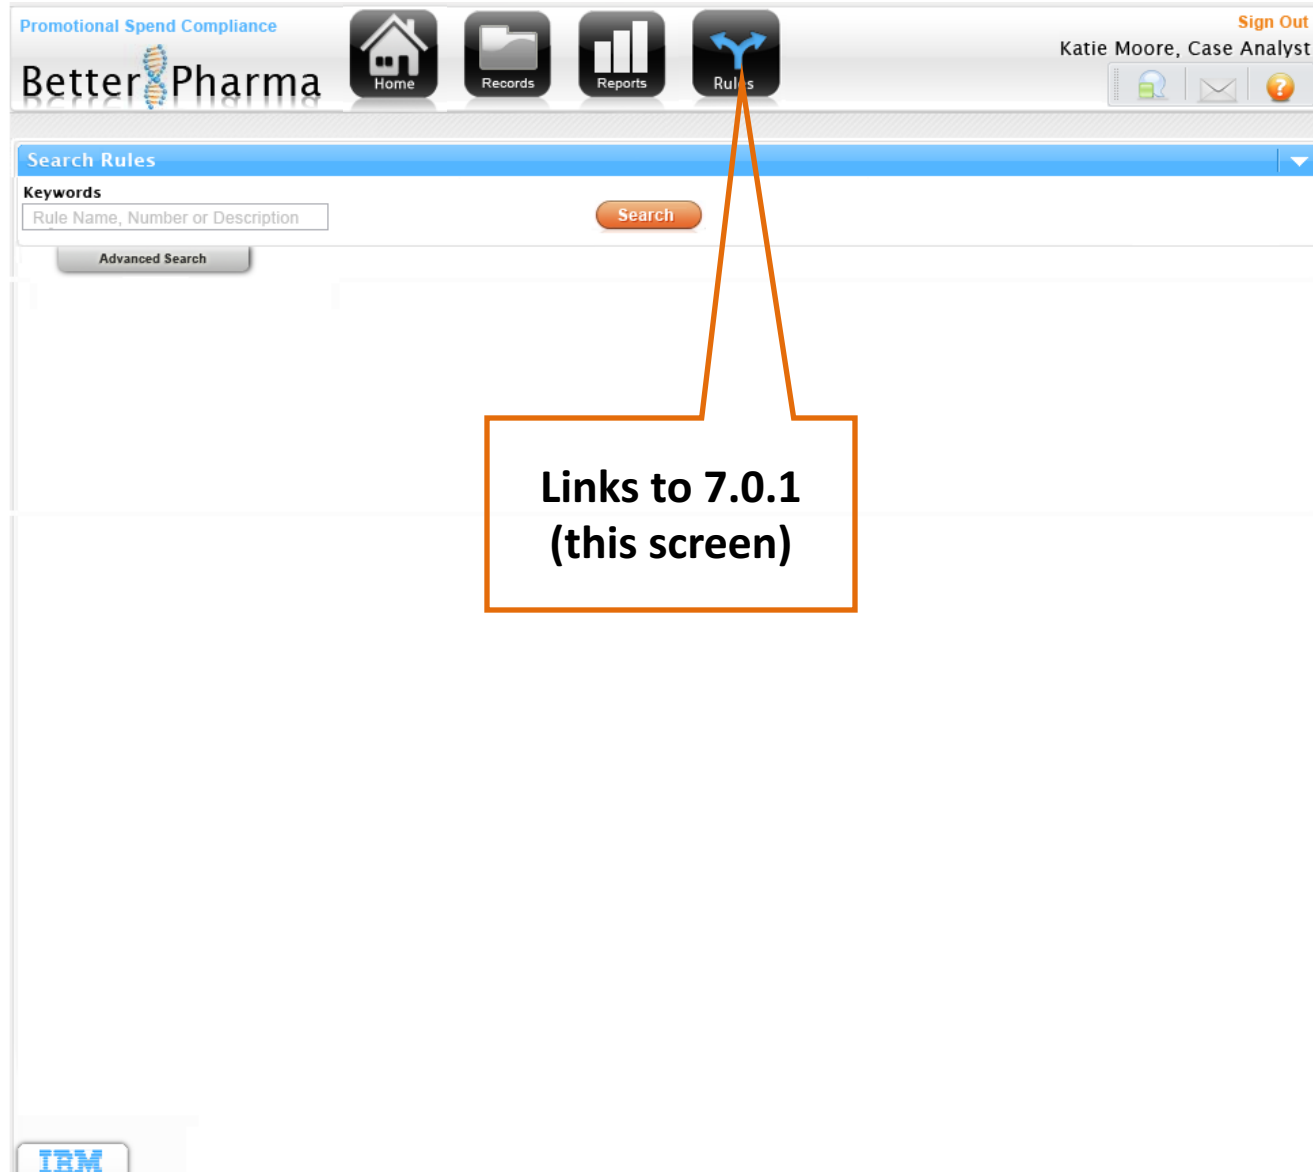 Promotional Spend Compliance
Better Pharma
Home
Records
Reports
Rules
Sign Out
Katie Moore, Case Analyst
?
Search Rules
Keywords
Rule Name, Number or Description
Search
Advanced Search
Links to 7.0.1
(this screen)
IBM